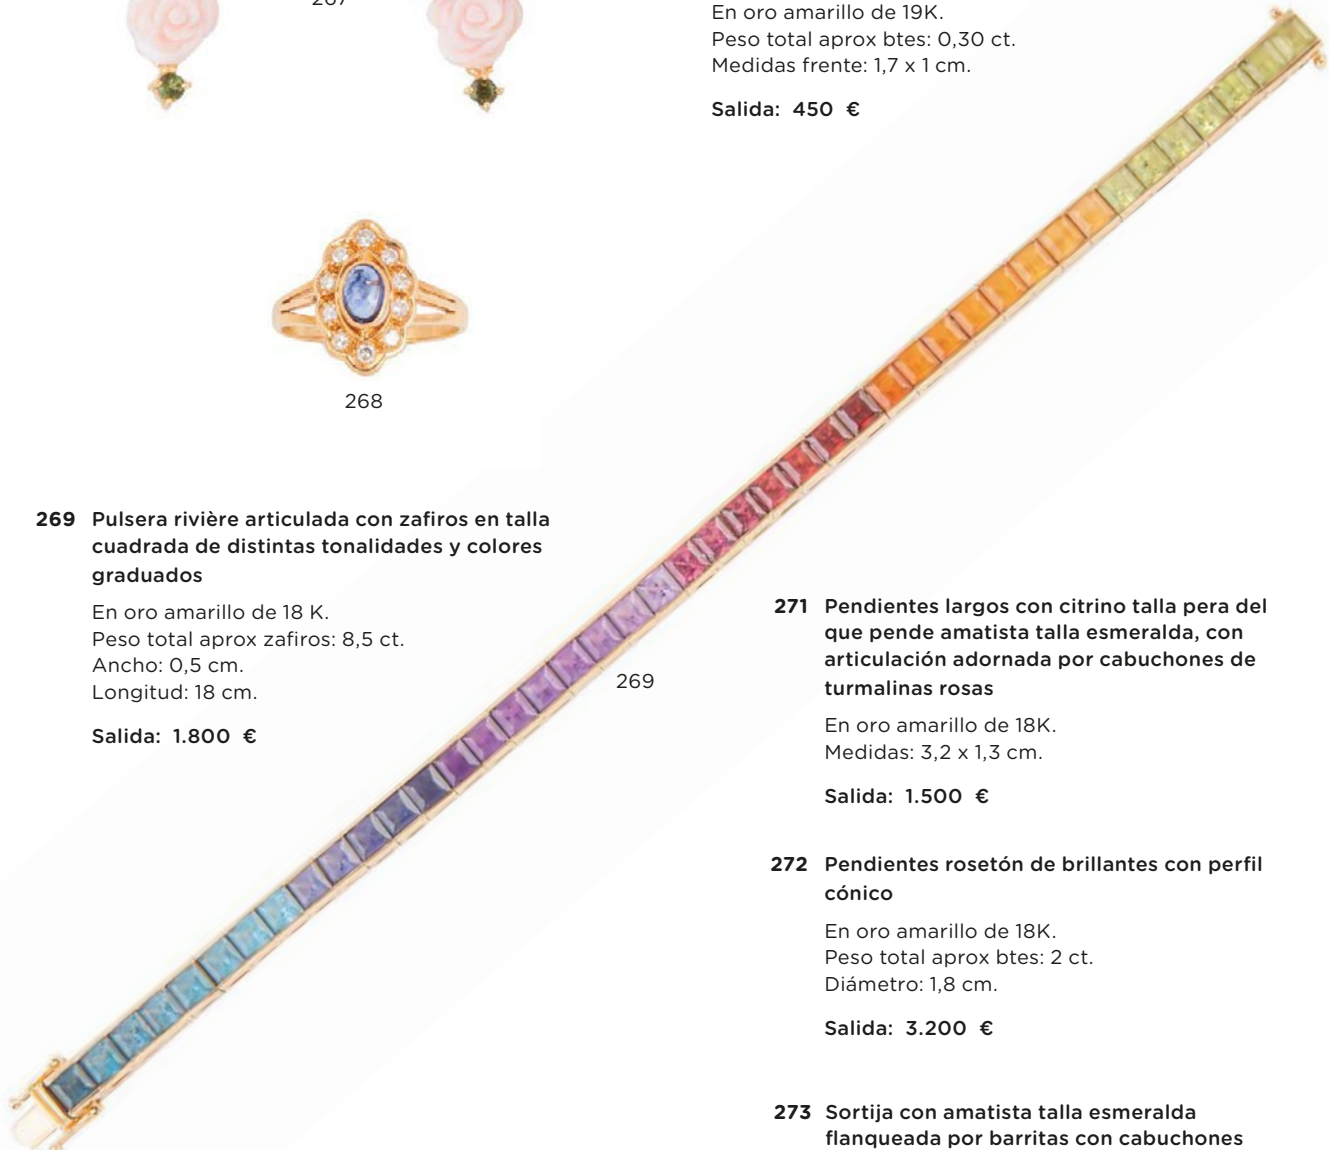 267
En oro amarillo de 19K.
Peso total aprox btes: 0,30 ct.
Medidas frente: 1,7 x 1 cm.
Salida: 450 €
268
269 Pulsera rivière articulada con zafiros en talla
cuadrada de distintas tonalidades y colores
graduados
En oro amarillo de 18 K.
Peso total aprox zafiros: 8,5 ct.
Ancho: 0,5 cm.
Longitud: 18 cm.
Salida: 1.800 €
269
271 Pendientes largos con citrino talla pera del
que pende amatista talla esmeralda, con
articulación adornada por cabuchones de
turmalinas rosas
En oro amarillo de 18K.
Medidas: 3,2 x 1,3 cm.
Salida: 1.500 €
272 Pendientes rosetón de brillantes con perfil
cónico
En oro amarillo de 18K.
Peso total aprox btes: 2 ct.
Diámetro: 1,8 cm.
Salida: 3.200 €
273 Sortija con amatista talla esmeralda
flanqueada por barritas con cabuchones